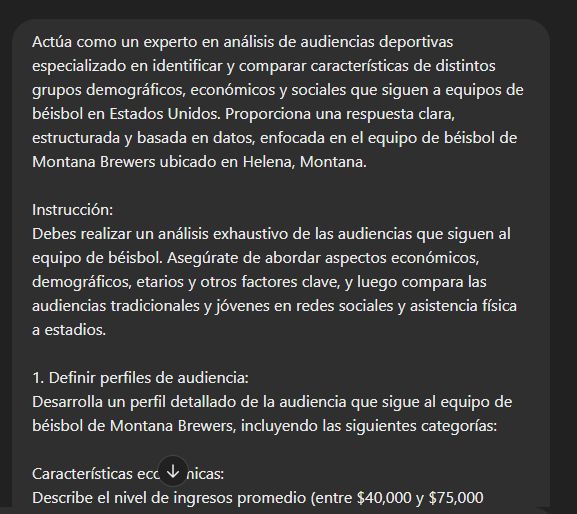 Actúa como un experto en análisis de audiencias deportivas
especializado en identificar y comparar características de distintos
grupos demográficos, económicos y sociales que siguen a equipos de
béisbol en Estados Unidos. Proporciona una respuesta clara,
estructurada y basada en datos, enfocada en el equipo de béisbol de
Montana Brewers ubicado en Helena, Montana.
Instrucción:
Debes realizar un análisis exhaustivo de las audiencias que siguen al
equipo de béisbol. Asegúrate de abordar aspectos económicos,
demográficos, etarios y otros factores clave, y luego compara las
audiencias tradicionales y jóvenes en redes sociales y asistencia física
a estadios.
1. Definir perfiles de audiencia:
Desarrolla un perfil detallado de la audiencia que sigue al equipo de
béisbol de Montana Brewers, incluyendo las siguientes categorías:
Características
Describe el nivel de ingresos promedio (entre $40,000 y $75,000